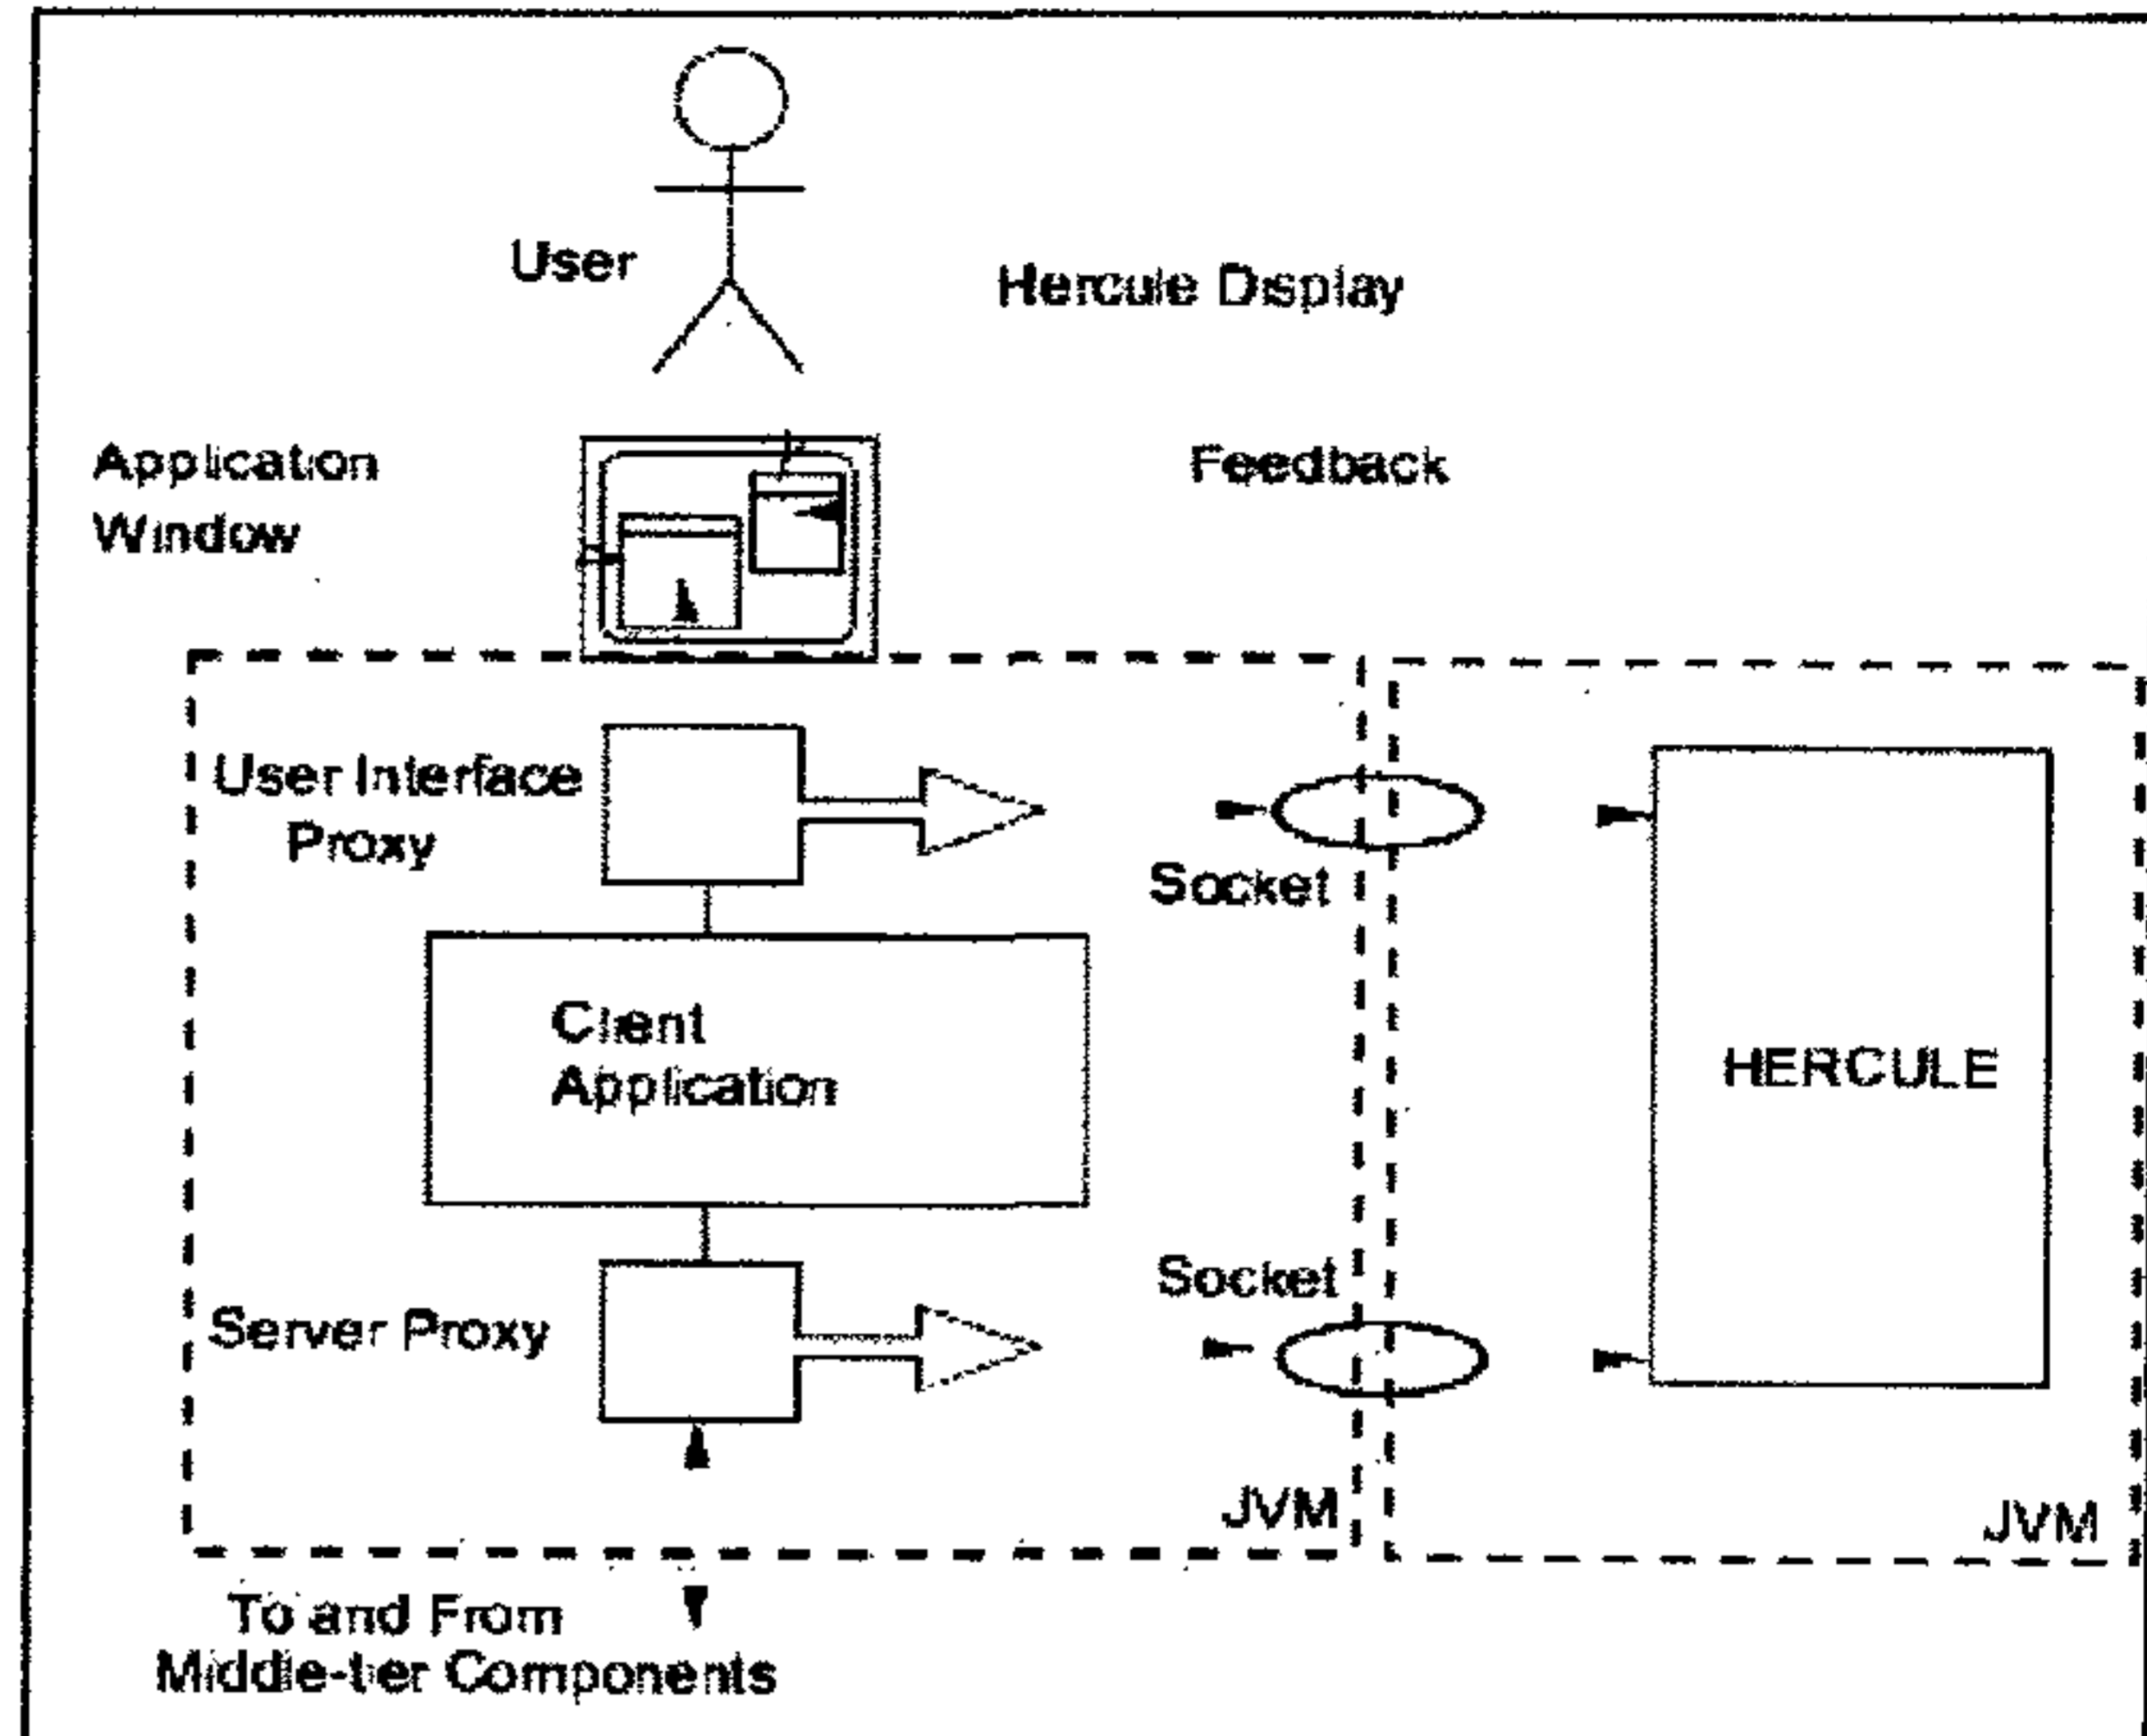 User
Hercule Display
Application
Window
Feedback
User Interface
Proxy
Socket
Client
Application
HERCULE
Socket
Server Proxy
JVM
JVM
To and From
Middle-tier Components